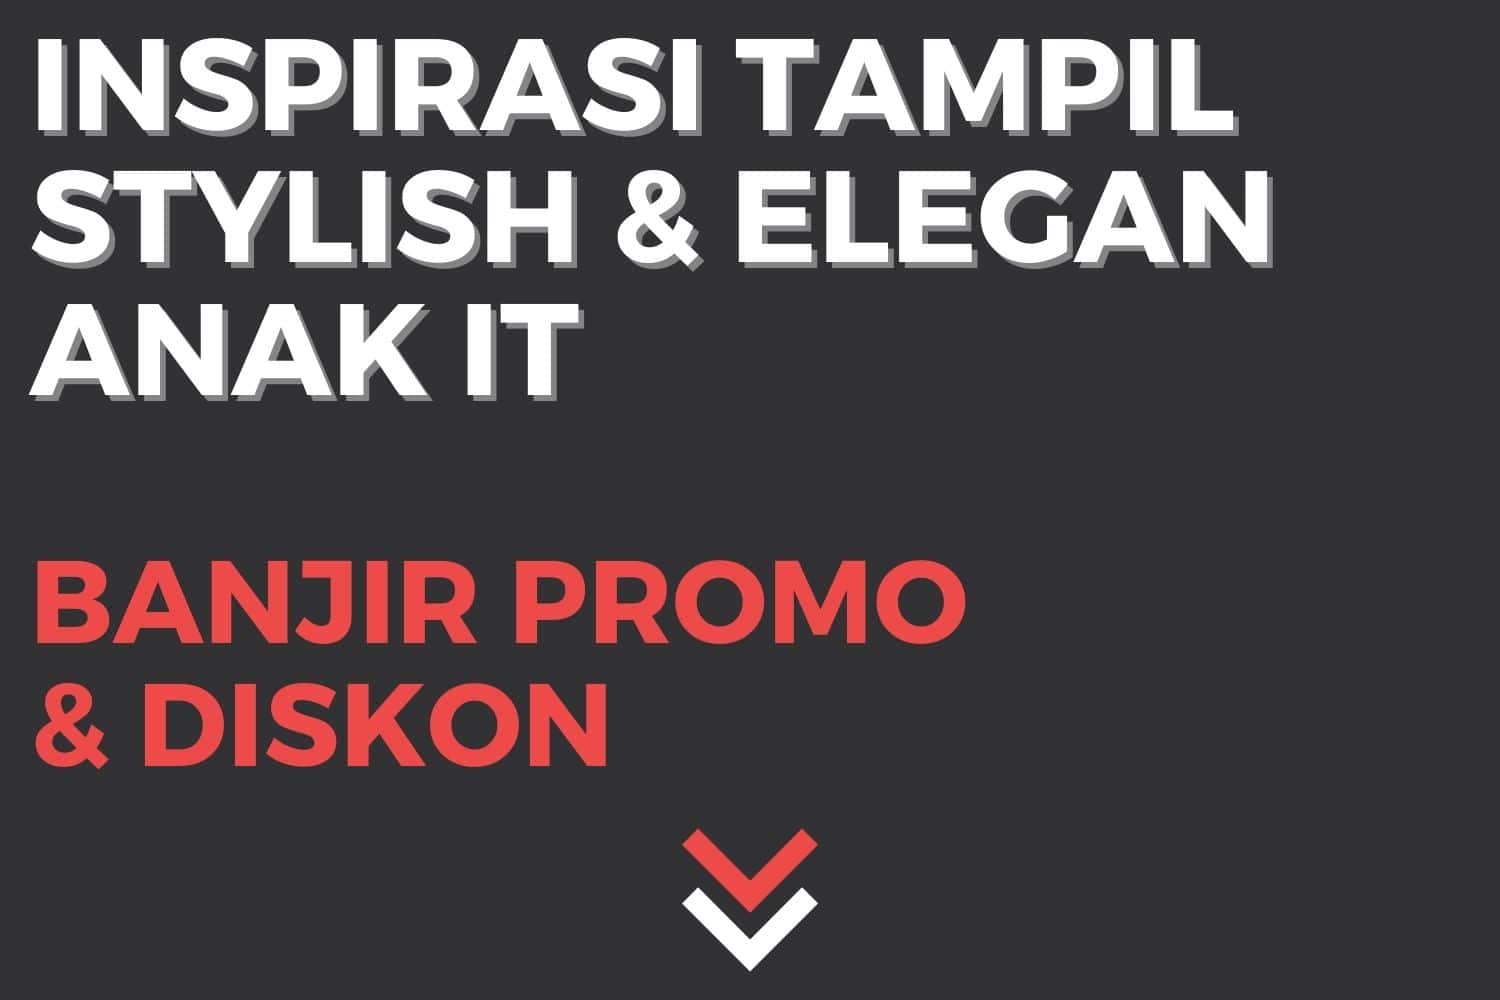 INSPIRASI TAMPIL
STYLISH & ELEGAN
ANAK IT
BANJIR PROMO
& DISKON